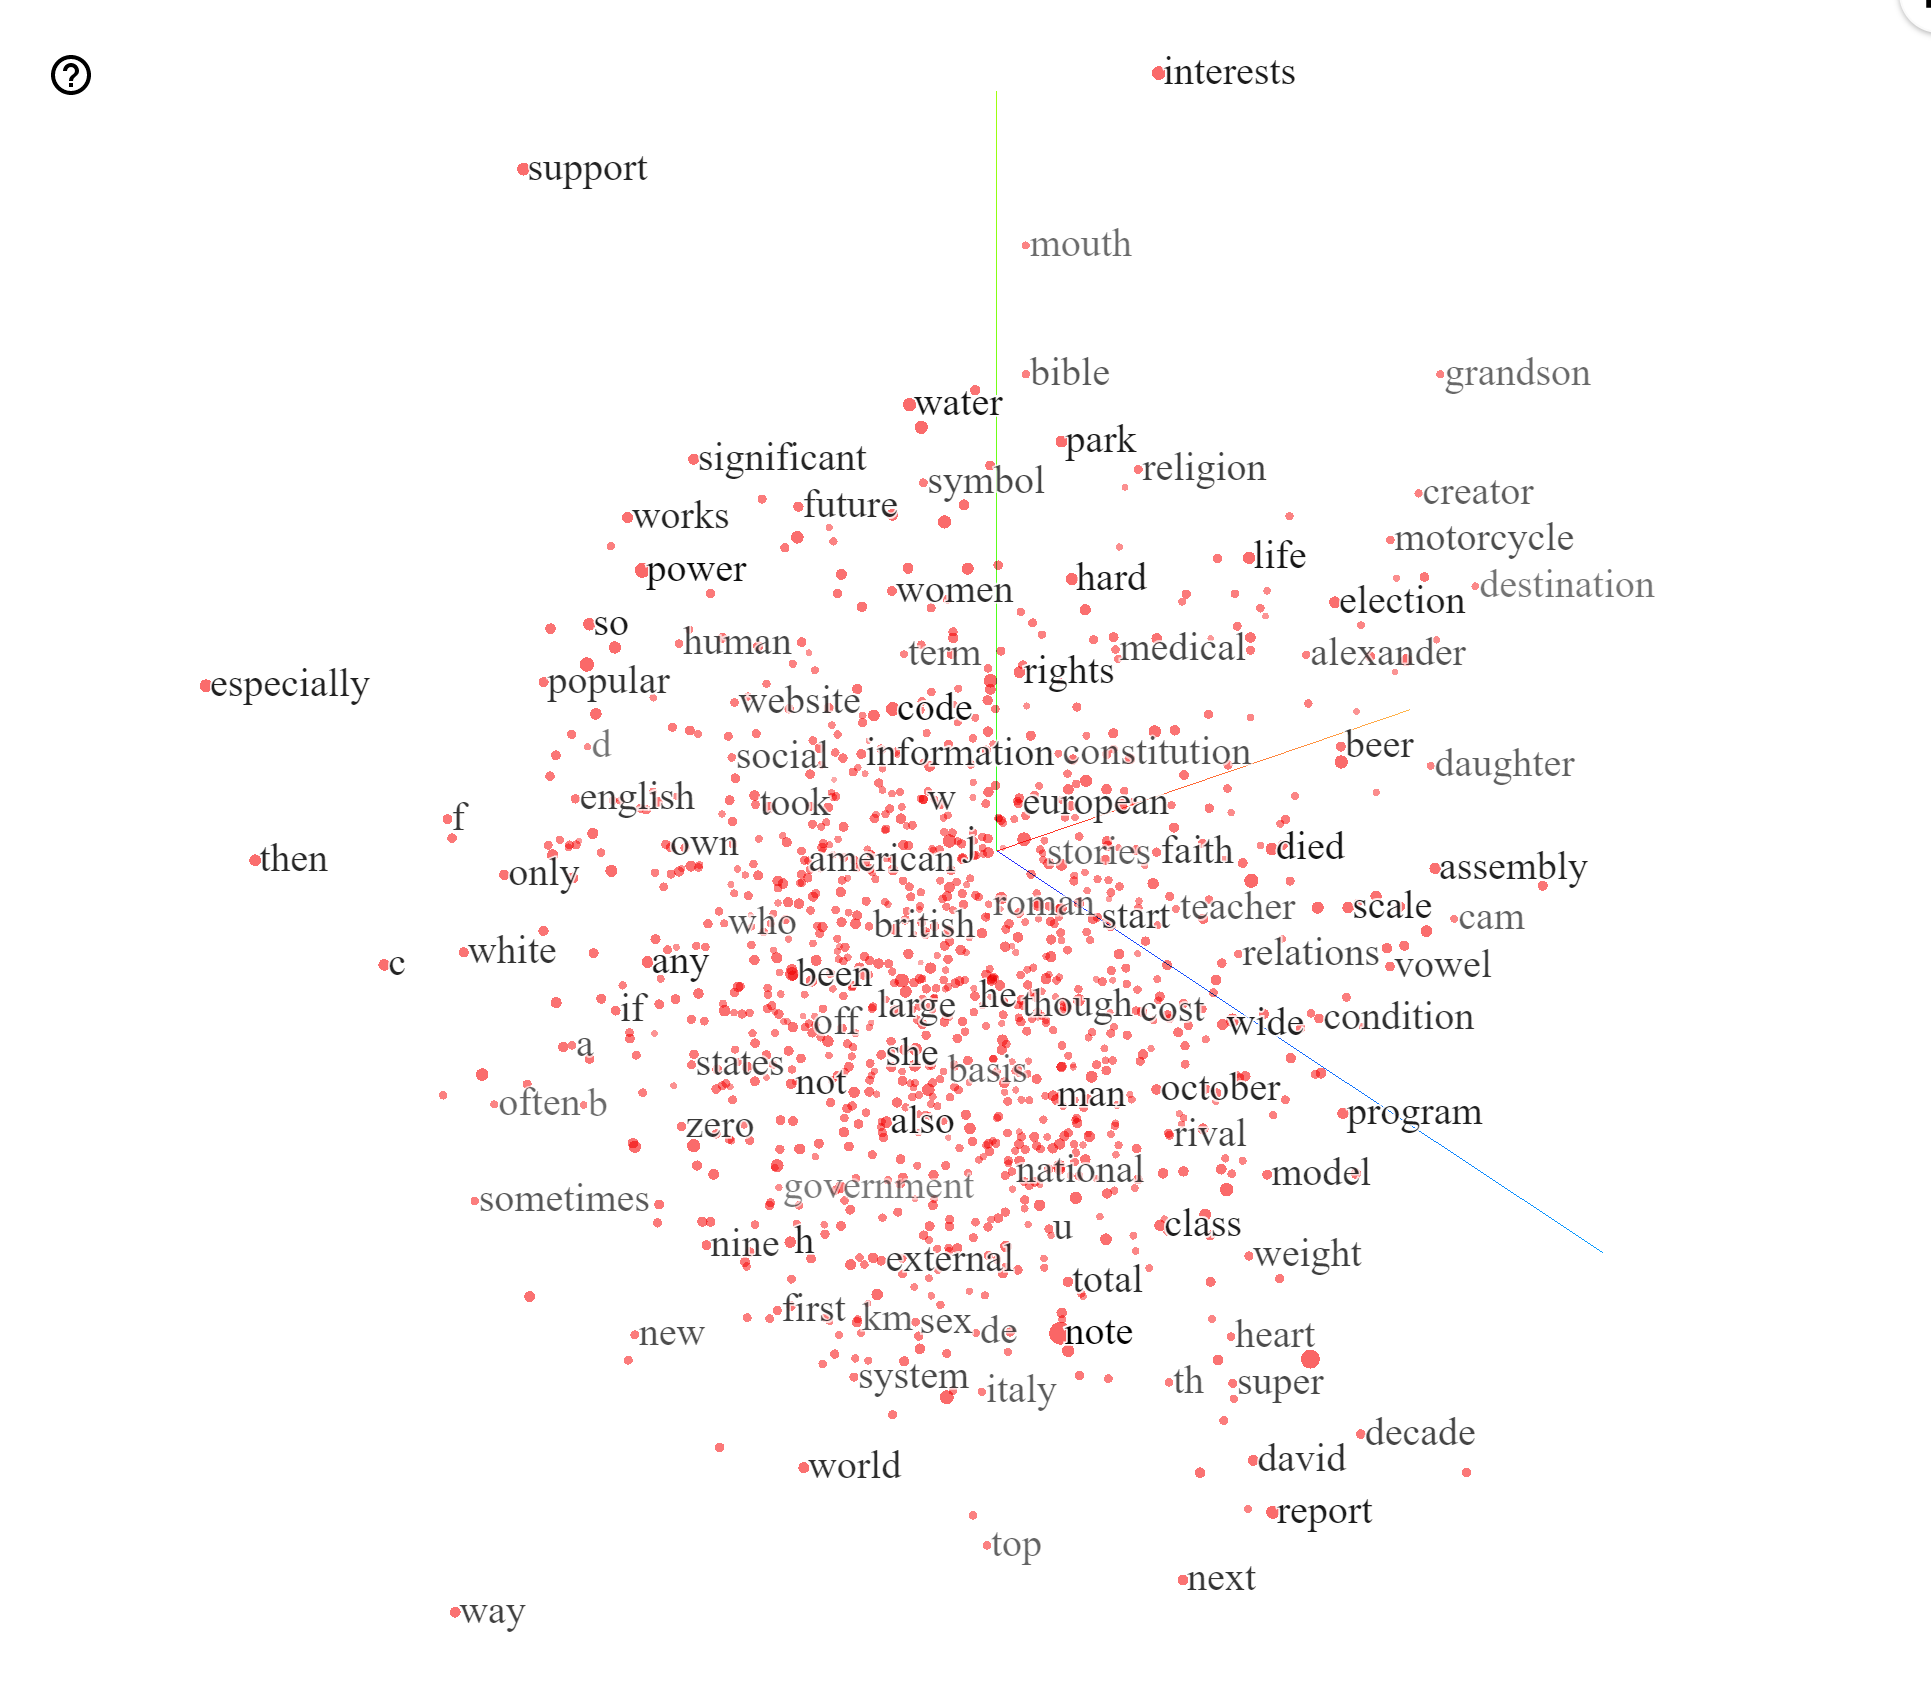 ?
interests
support
mouth
bible
grandson
water
park
significant
religion
symbol
creator
future
works
motorcycle
life
power
hard
destination
women
election
so
human
term
medical
alexander
rights
especially
popular
website
code
d
beer
social
information
constitution
daughter
english
w
took
european
f
own
j
died
then
american
stories
faith
assembly
only
roman
scale
teacher
start
cam
who
british
white
relations
c
any
vowel
been
he
large
though
cost
if
off
wide
condition
a
she
states
basis
not
october
man
often
b
program
also
zero
rival
national
model
government
sometimes
u
class
nine
h
weight
external
total
first
km
sex
de
note
new
heart
system
th
super
italy
decade
david
world
report
top
next
way